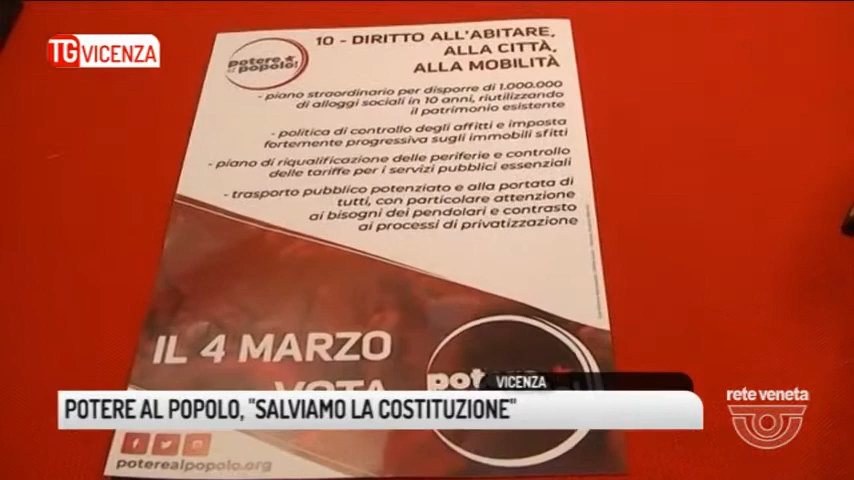 TG VICENZA
potere
al popolo!
10 - DIRITTO ALL'ABITARE,
ALLA CITTÀ,
ALLA MOBILITÀ
- piano straordinario per disporre di 1.000.000
di alloggi sociali in 10 anni, riutilizzando
il patrimonio esistente
- politica di controllo degli affitti e imposta
fortemente progressiva sugli immobili sfitti
- piano di riqualificazione delle periferie e controllo
delle tariffe per i servizi pubblici essenziali
- trasporto pubblico potenziato e alla portata di
tutti, con particolare attenzione
ai bisogni dei pendolari e contrasto
ai processi di privatizzazione
IL 4 MARZO
VOTA
VICENZA
POTERE AL POPOLO, "SALVIAMO LA COSTITUZIONE"
rete veneta
poterealpopolo.org